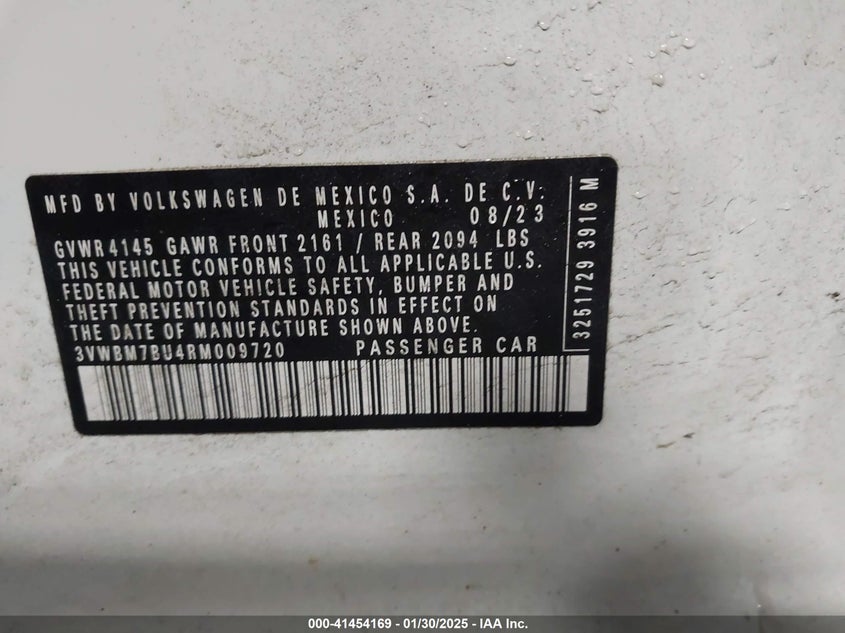 MFD BY VOLKSWAGEN DE MEXICO S.A. DE C.V:
MEXICO 08/23
GVWR 4145 GAWR FRONT 2161 / REAR 2094 LBS
THIS VEHICLE CONFORMS TO ALL APPLICABLE U.S.
FEDERAL MOTOR VEHICLE SAFETY, BUMPER AND
THEFT PREVENTION STANDARDS IN EFFECT ON
THE DATE OF MANUFACTURE SHOWN ABOVE.
3VWBM7BU4RM009720 PASSENGER CAR
3251729 3916 M
000-41454169 - 01/30/2025 - IAA Inc.